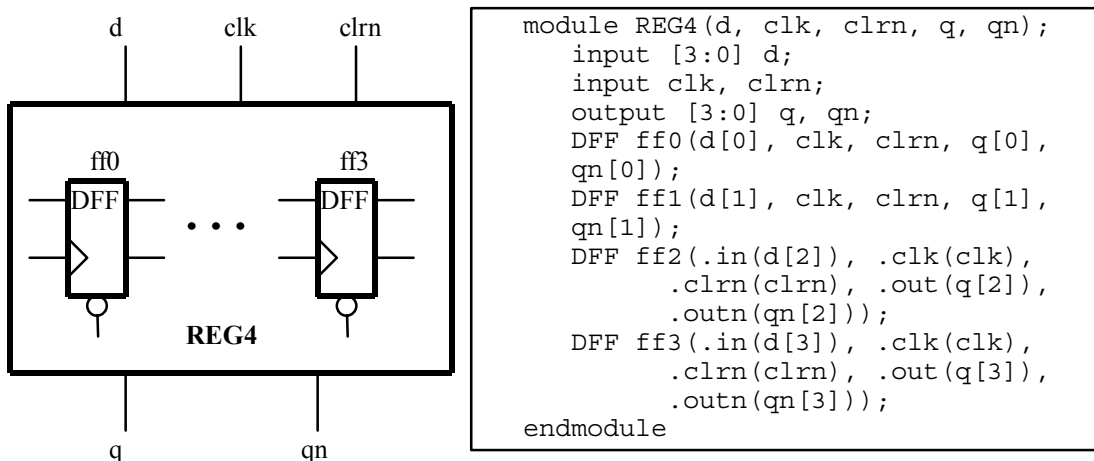 d clk clrn
ff0 ff3
DFF DFF
REG4
q qn
module REG4(d, clk, clrn, q, qn);
input [3:0] d;
input clk, clrn;
output [3:0] q, qn;
DFF ff0(d[0], clk, clrn, q[0],
qn[0]);
DFF ff1(d[1], clk, clrn, q[1],
qn[1]);
DFF ff2(.in(d[2]), .clk(clk),
.clrn(clrn), .out(q[2]),
.outn(qn[2]));
DFF ff3(.in(d[3]), .clk(clk),
.clrn(clrn), .out(q[3]),
.outn(qn[3]));
endmodule